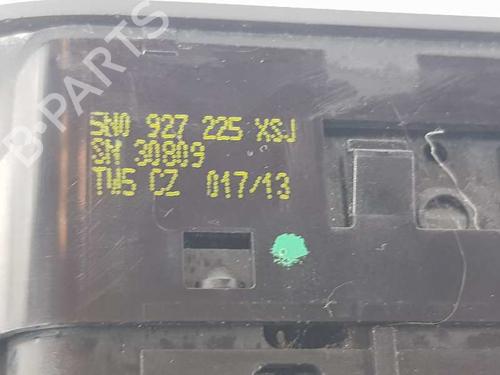 B-PARTS
5N0 927 225 XSJ
SM 30809
TW5 CZ 017/13